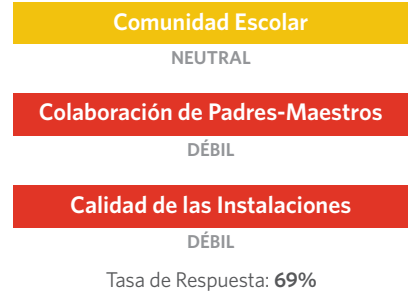 Comunidad Escolar
NEUTRAL
Colaboración de Padres-Maestros
DÉBIL
Calidad de las Instalaciones
DÉBIL
Tasa de Respuesta: 69%